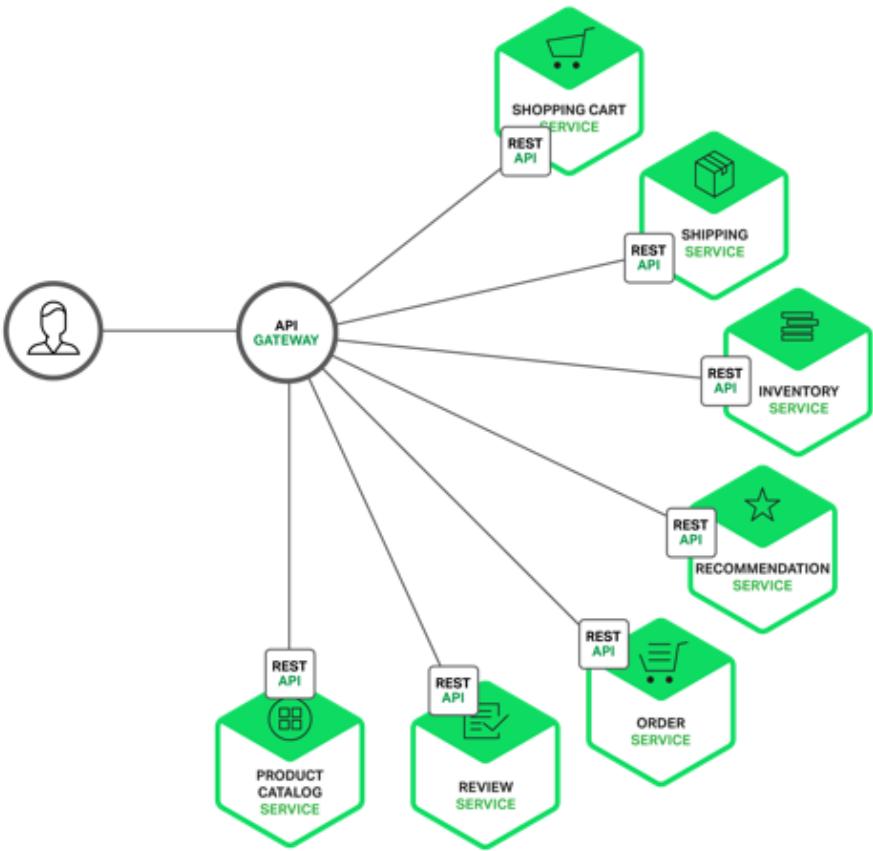 SHOPPING CART
SERVICE
REST
API
SHIPPING
SERVICE
REST
API
API
GATEWAY
REST
API
INVENTORY
SERVICE
REST
API
RECOMMENDATION
SERVICE
REST
API
ORDER
SERVICE
REST
API
REVIEW
SERVICE
REST
API
PRODUCT
CATALOG
SERVICE